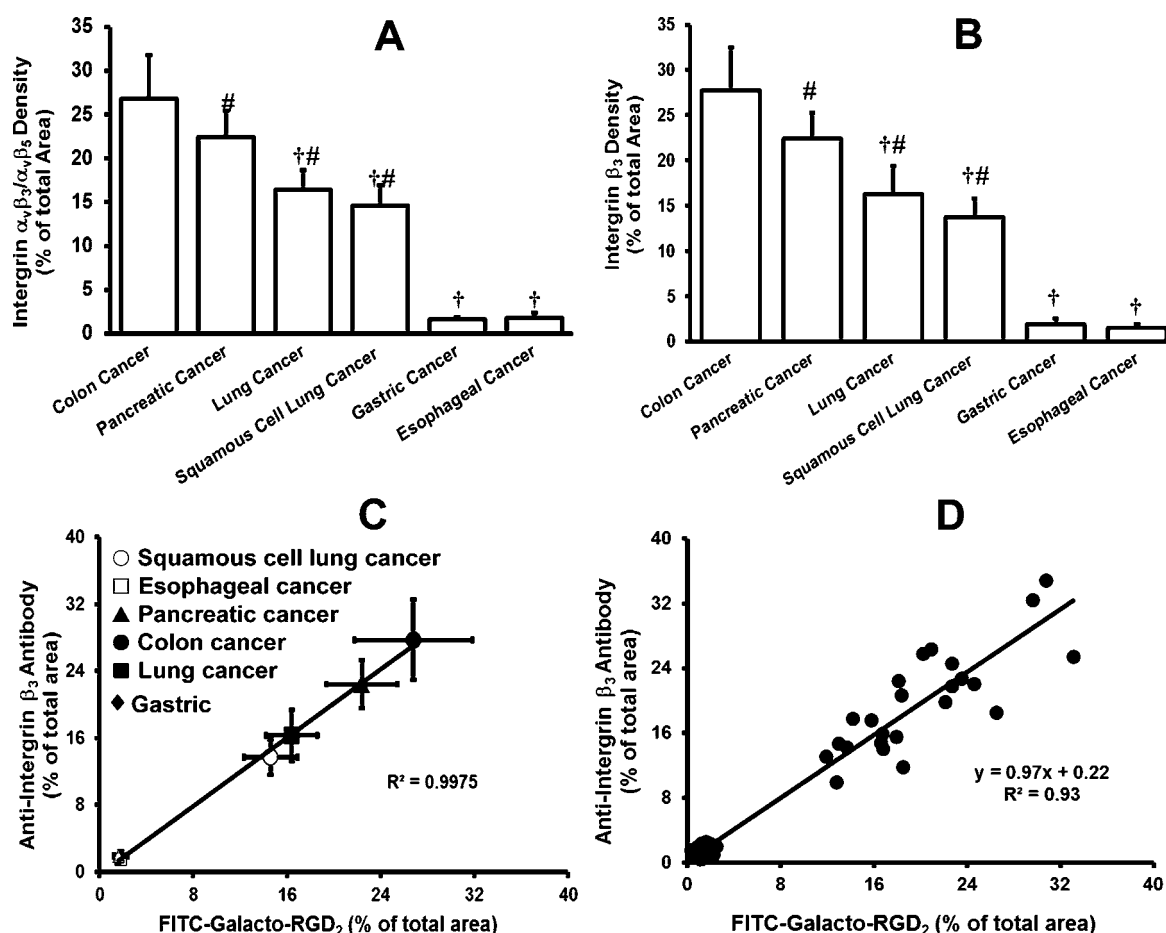 A
Intergrin αvβ3/αvβ5 Density
(% of total Area)
35
30
25
20
15
10
5
0
#
†#
†#
†
†
Colon Cancer
Pancreatic Cancer
Lung Cancer
Squamous Cell Lung Cancer
Gastric Cancer
Esophageal Cancer
B
Intergrin β3 Density
(% of total Area)
35
30
25
20
15
10
5
0
#
†#
†#
†
†
Colon Cancer
Pancreatic Cancer
Lung Cancer
Squamous Cell Lung Cancer
Gastric Cancer
Esophageal Cancer
C
Anti-Intergrin β3 Antibody
(% of total area)
40
32
24
16
8
0
Squamous cell lung cancer
Esophageal cancer
Pancreatic cancer
Colon cancer
Lung cancer
Gastric
R² = 0.9975
0 8 16 24 32 40
FITC-Galacto-RGD2 (% of total area)
D
Anti-Intergrin β3 Antibody
(% of total area)
40
32
24
16
8
0
y = 0.97x + 0.22
R² = 0.93
0 8 16 24 32 40
FITC-Galacto-RGD2 (% of total area)